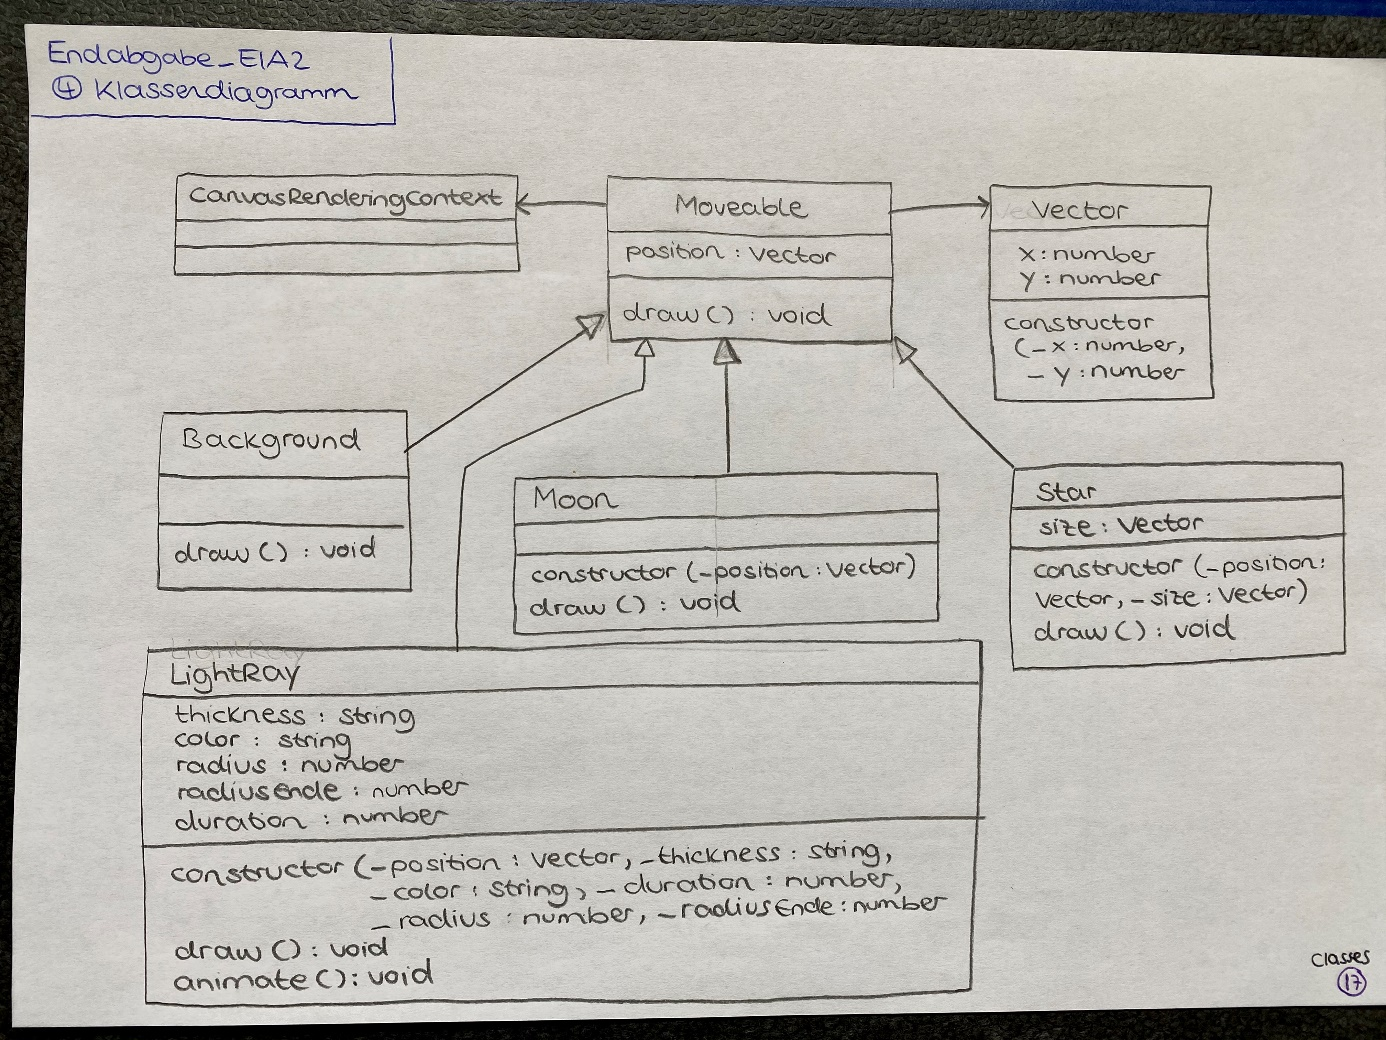 Endabgabe_EIA2
④ Klassendiagramm
CanvasRenderingContext
Moveable
position : Vector
draw() : void
Vector
x : number
y : number
constructor
(_x : number,
_y : number
Background
draw() : void
Moon
constructor (_position : Vector)
draw() : void
Star
size : Vector
constructor (_position :
Vector, _size : Vector)
draw() : void
LightRay
LightRay
thickness : string
color : string
radius : number
radiusEnde : number
duration : number
constructor (_position : Vector, _thickness : string,
_color : string, _duration : number,
_radius : number, _radiusEnde : number
draw() : void
animate() : void
Classes
⑰